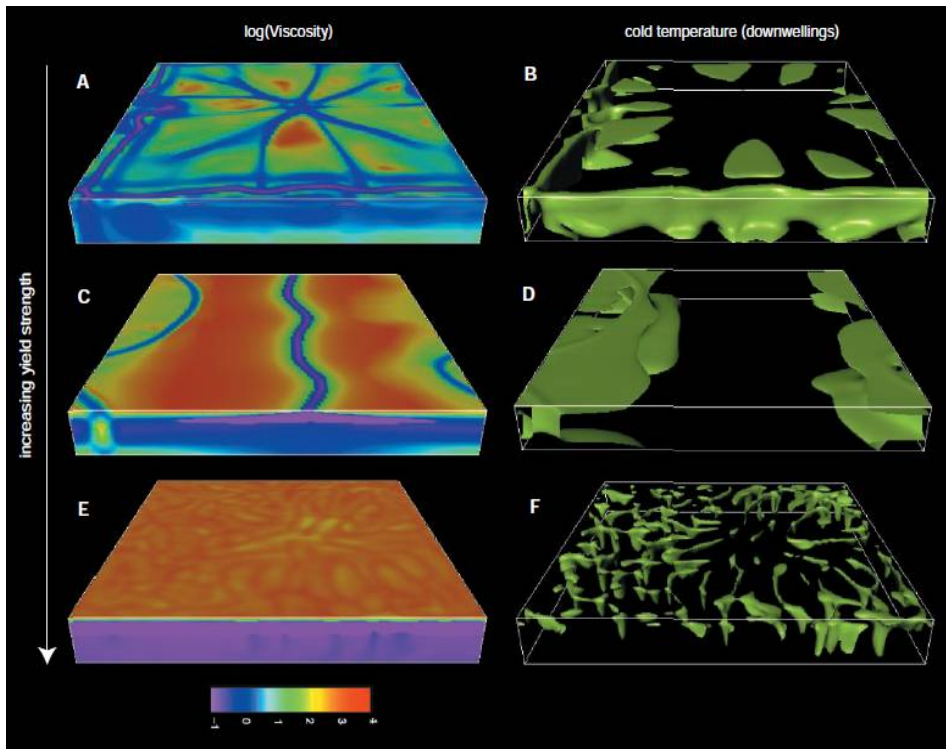 log(Viscosity)
cold temperature (downwellings)
A
B
C
D
increasing yield strength
E
F
-1
0
1
2
3
4